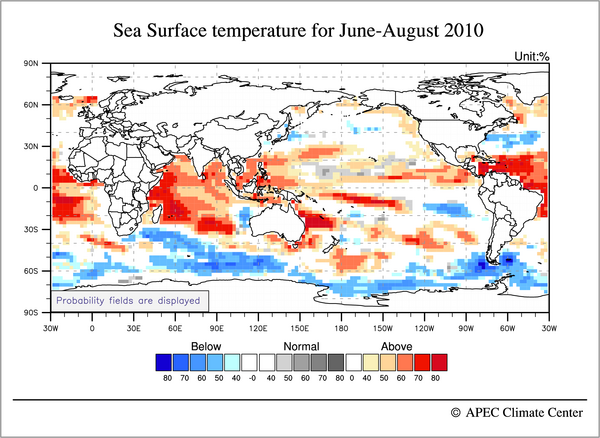 Sea Surface temperature for June-August 2010
Unit:%
90N
60N
30N
0
30S
60S
90S
Probability fields are displayed
30W 0 30E 60E 90E 120E 150E 180 150W 120W 90W 60W 30W
Below Normal Above
80 70 60 50 40 -0 40 50 60 70 80 0 40 50 60 70 80
© APEC Climate Center